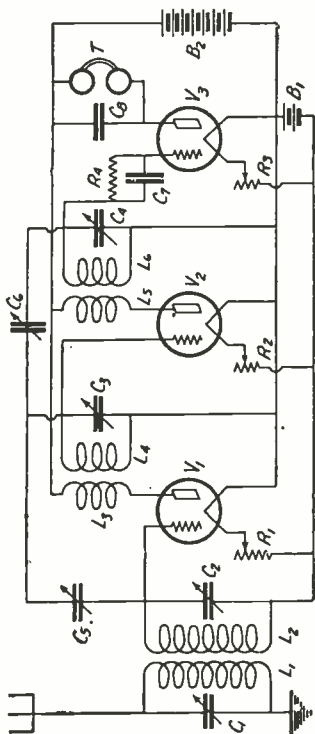 C₁
L₁
L₂
C₂
C₅
L₃
L₄
C₃
V₁
R₁
C₆
L₅
L₆
C₄
V₂
R₂
R₄
C₇
C₈
T
V₃
R₃
B₂
B₁